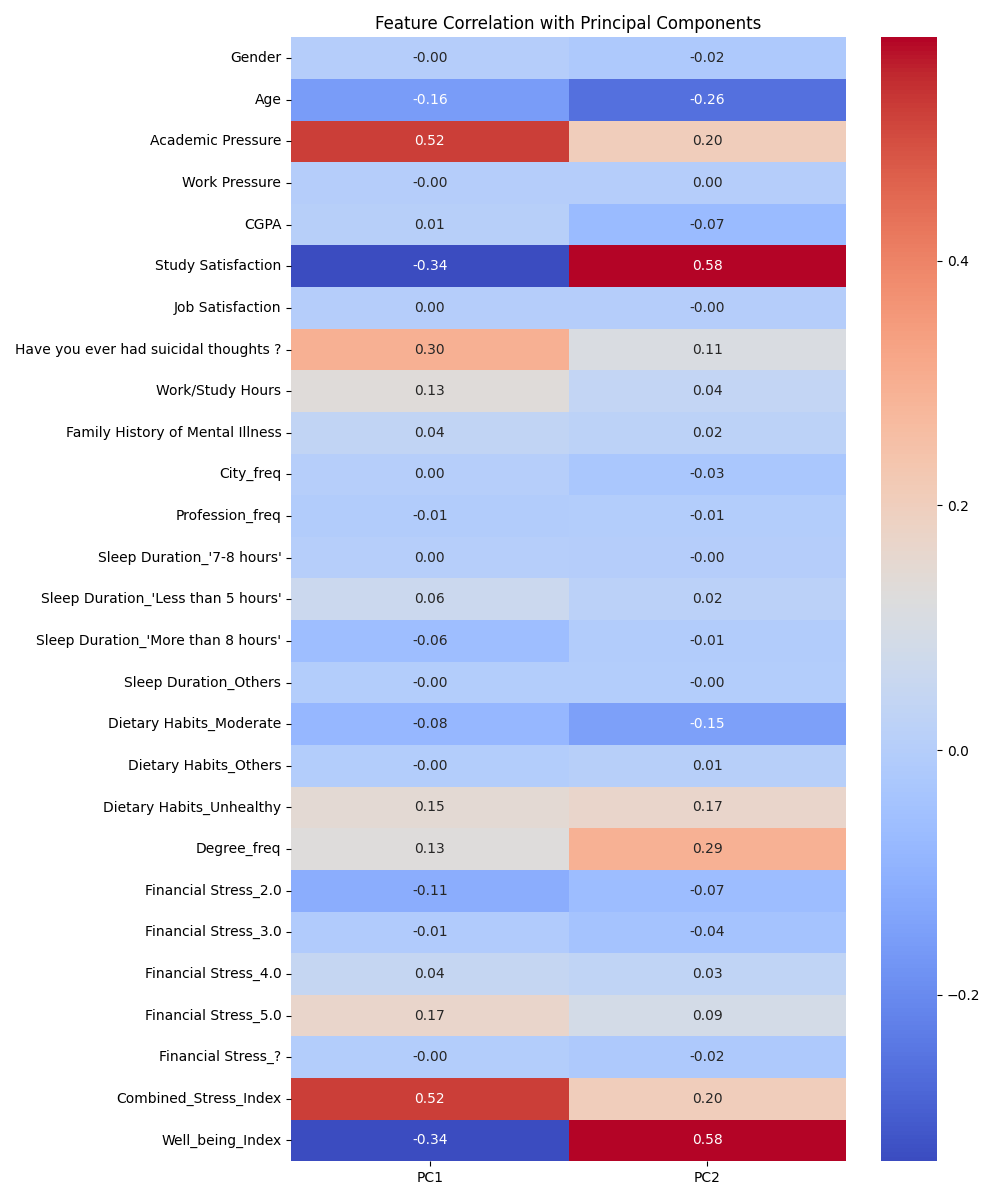 Feature Correlation with Principal Components
Gender -0.00 -0.02
Age -0.16 -0.26
Academic Pressure 0.52 0.20
Work Pressure -0.00 0.00
CGPA 0.01 -0.07
Study Satisfaction -0.34 0.58
Job Satisfaction 0.00 -0.00
Have you ever had suicidal thoughts ? 0.30 0.11
Work/Study Hours 0.13 0.04
Family History of Mental Illness 0.04 0.02
City_freq 0.00 -0.03
Profession_freq -0.01 -0.01
Sleep Duration_'7-8 hours' 0.00 -0.00
Sleep Duration_'Less than 5 hours' 0.06 0.02
Sleep Duration_'More than 8 hours' -0.06 -0.01
Sleep Duration_Others -0.00 -0.00
Dietary Habits_Moderate -0.08 -0.15
Dietary Habits_Others -0.00 0.01
Dietary Habits_Unhealthy 0.15 0.17
Degree_freq 0.13 0.29
Financial Stress_2.0 -0.11 -0.07
Financial Stress_3.0 -0.01 -0.04
Financial Stress_4.0 0.04 0.03
Financial Stress_5.0 0.17 0.09
Financial Stress_? -0.00 -0.02
Combined_Stress_Index 0.52 0.20
Well_being_Index -0.34 0.58
PC1 PC2
0.4
0.2
0.0
−0.2